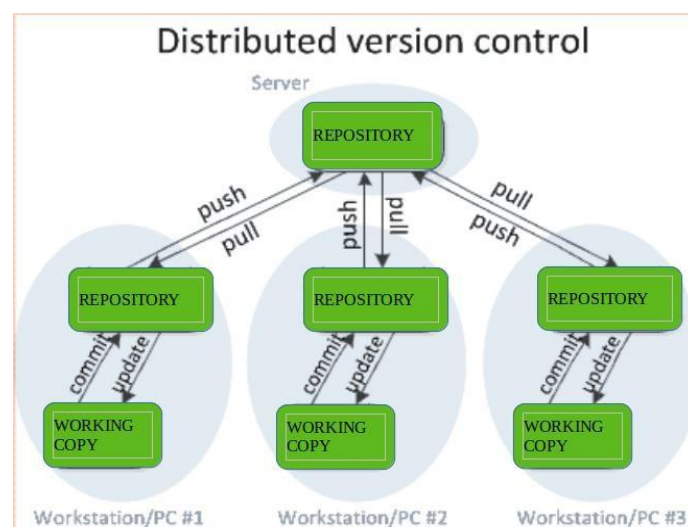 Distributed version control
Server
REPOSITORY
push
pull
push
pull
pull
push
REPOSITORY
REPOSITORY
REPOSITORY
commit
update
commit
update
commit
update
WORKING
COPY
WORKING
COPY
WORKING
COPY
Workstation/PC #1
Workstation/PC #2
Workstation/PC #3